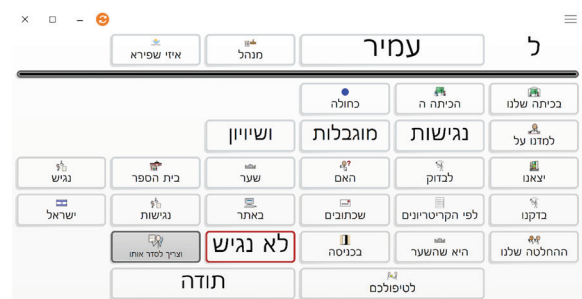 ל עמיר מנהל איזי שפירא
בכיתה שלנו הכיתה ה כחולה
למדנו על נגישות מוגבלות ושיויון
יצאנו לבדוק האם שער בית הספר נגיש
בדקנו לפי הקריטריונים שכתובים באתר נגישות ישראל
ההחלטה שלנו היא שהשער בכניסה לא נגיש וצריך לסדר אותו
לטיפולכם תודה